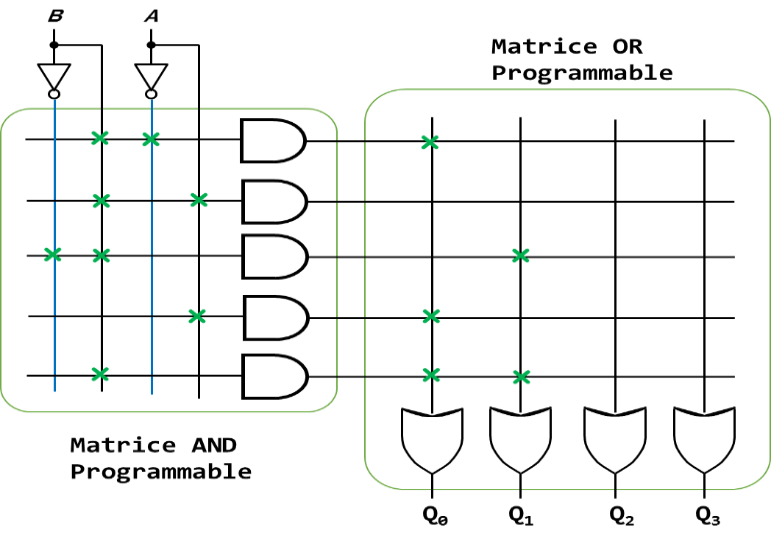 B A
Matrice OR
Programmable
Matrice AND
Programmable
Q₀ Q₁ Q₂ Q₃